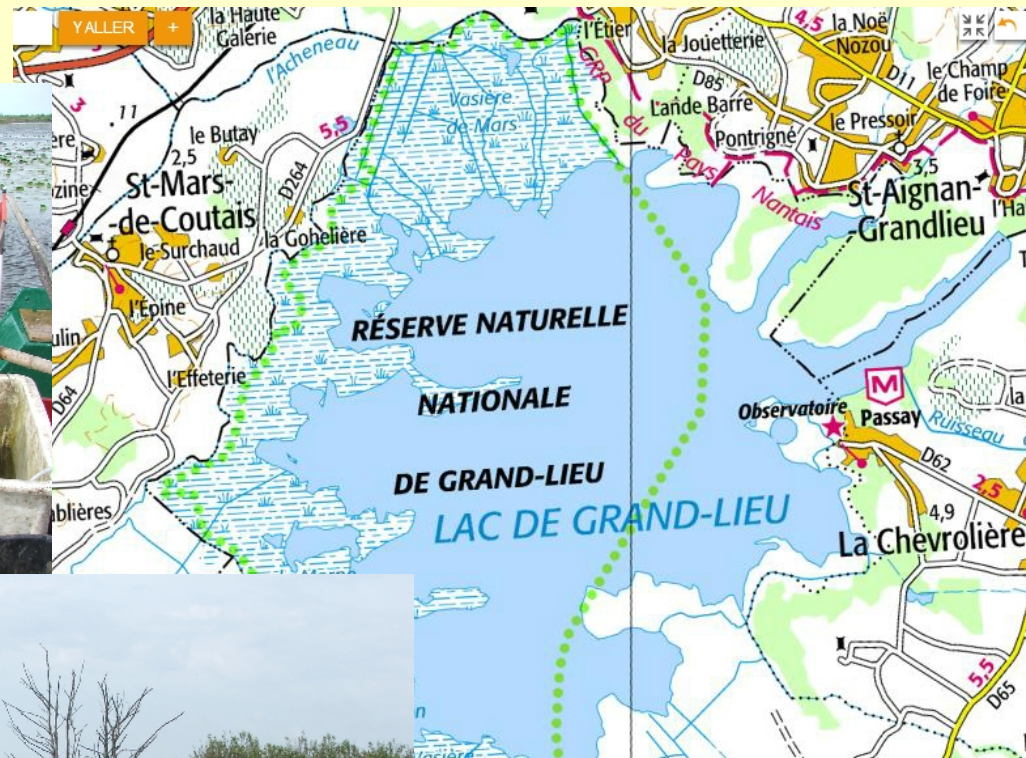 Y ALLER +
la Haute
Galerie
l'Acheneau
3
.11
le Butay
2,5
5,5
D264
St-Mars-
-de-Coutais
la Gohelière
le Surchaud
l'Épine
l'Effeterie
D64
Vasière
de Mars
l'Étier
GRP du Pays Nantais
la Jouetterie
D85
Lande Barre
Pontrigné
4,5
la Noë
Nozou
D11
le Champ
de Foire
le Pressoir
3,5
St-Aignan-
-Grandlieu
RÉSERVE NATURELLE
NATIONALE
DE GRAND-LIEU
LAC DE GRAND-LIEU
Observatoire
M
Passay
Ruisseau
D62
2,5
4,9
La Chevrolière
5,5
D65